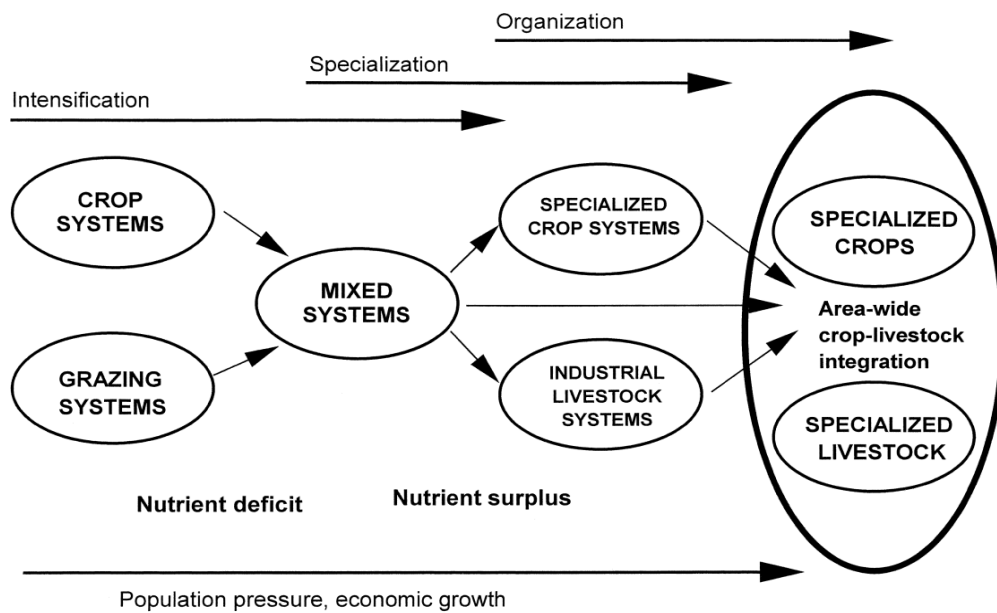 Organization
Specialization
Intensification
CROP
SYSTEMS
GRAZING
SYSTEMS
MIXED
SYSTEMS
SPECIALIZED
CROP SYSTEMS
INDUSTRIAL
LIVESTOCK
SYSTEMS
SPECIALIZED
CROPS
Area-wide
crop-livestock
integration
SPECIALIZED
LIVESTOCK
Nutrient deficit
Nutrient surplus
Population pressure, economic growth